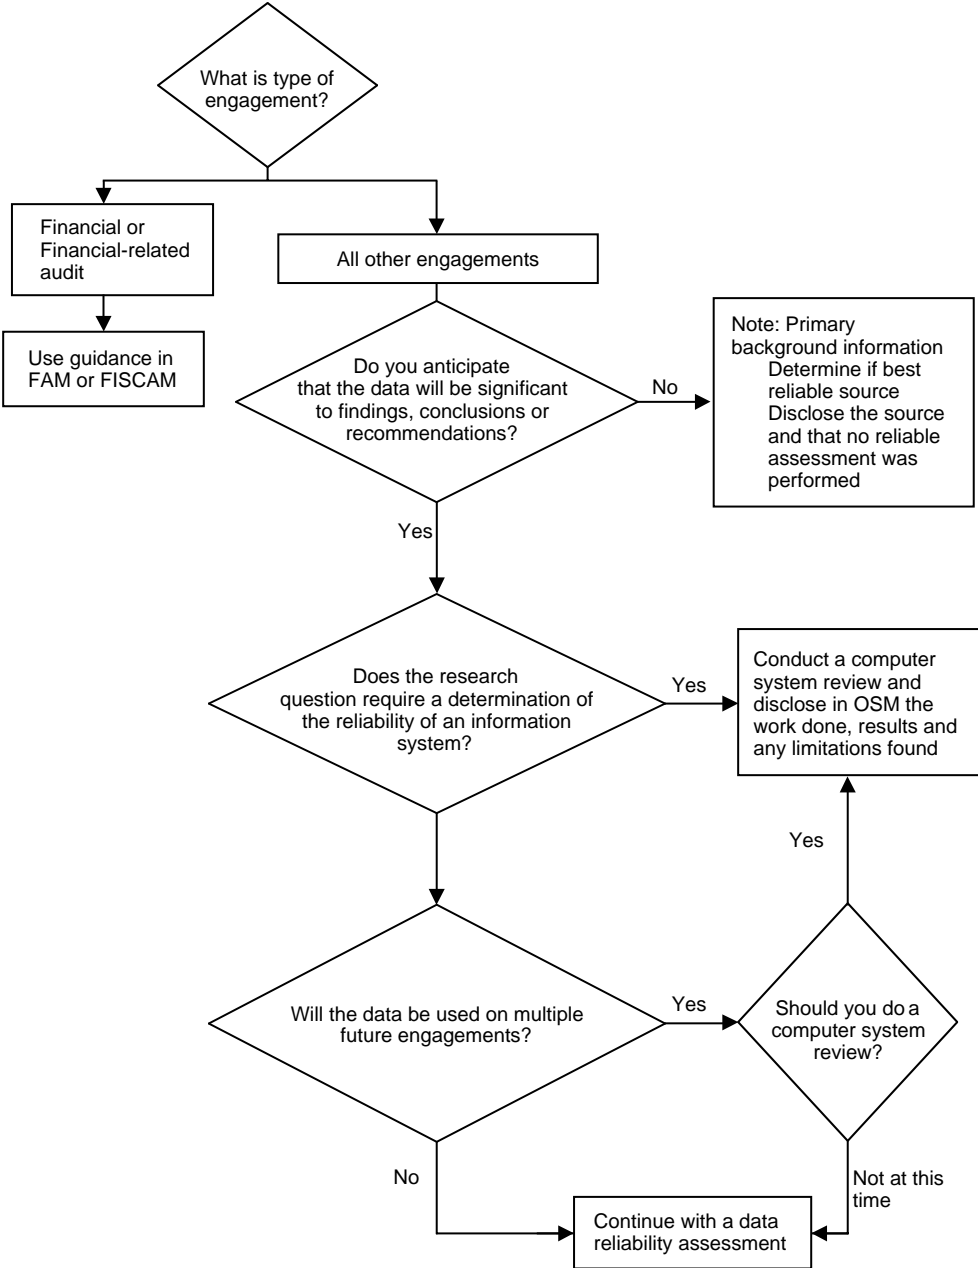 What is type of
engagement?
Financial or
Financial-related
audit
All other engagements
Use guidance in
FAM or FISCAM
Do you anticipate
that the data will be significant
to findings, conclusions or
recommendations?
No
Note: Primary
background information
Determine if best
reliable source
Disclose the source
and that no reliable
assessment was
performed
Yes
Does the research
question require a determination of
the reliability of an information
system?
Yes
Conduct a computer
system review and
disclose in OSM the
work done, results and
any limitations found
Yes
Will the data be used on multiple
future engagements?
Yes
Should you do a
computer system
review?
No
Not at this
time
Continue with a data
reliability assessment